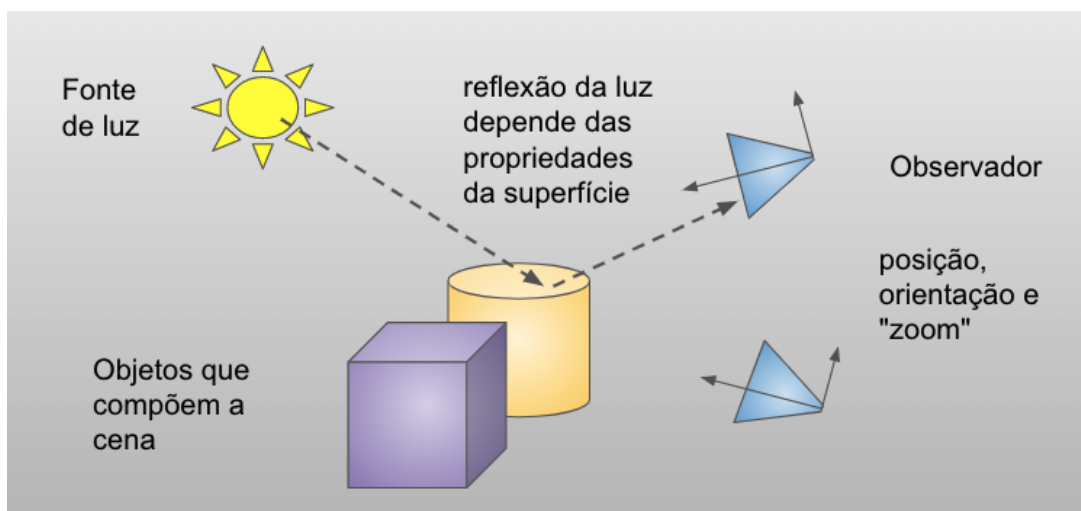 Fonte
de luz
reflexão da luz
depende das
propriedades
da superfície
Observador
posição,
orientação e
"zoom"
Objetos que
compõem a
cena